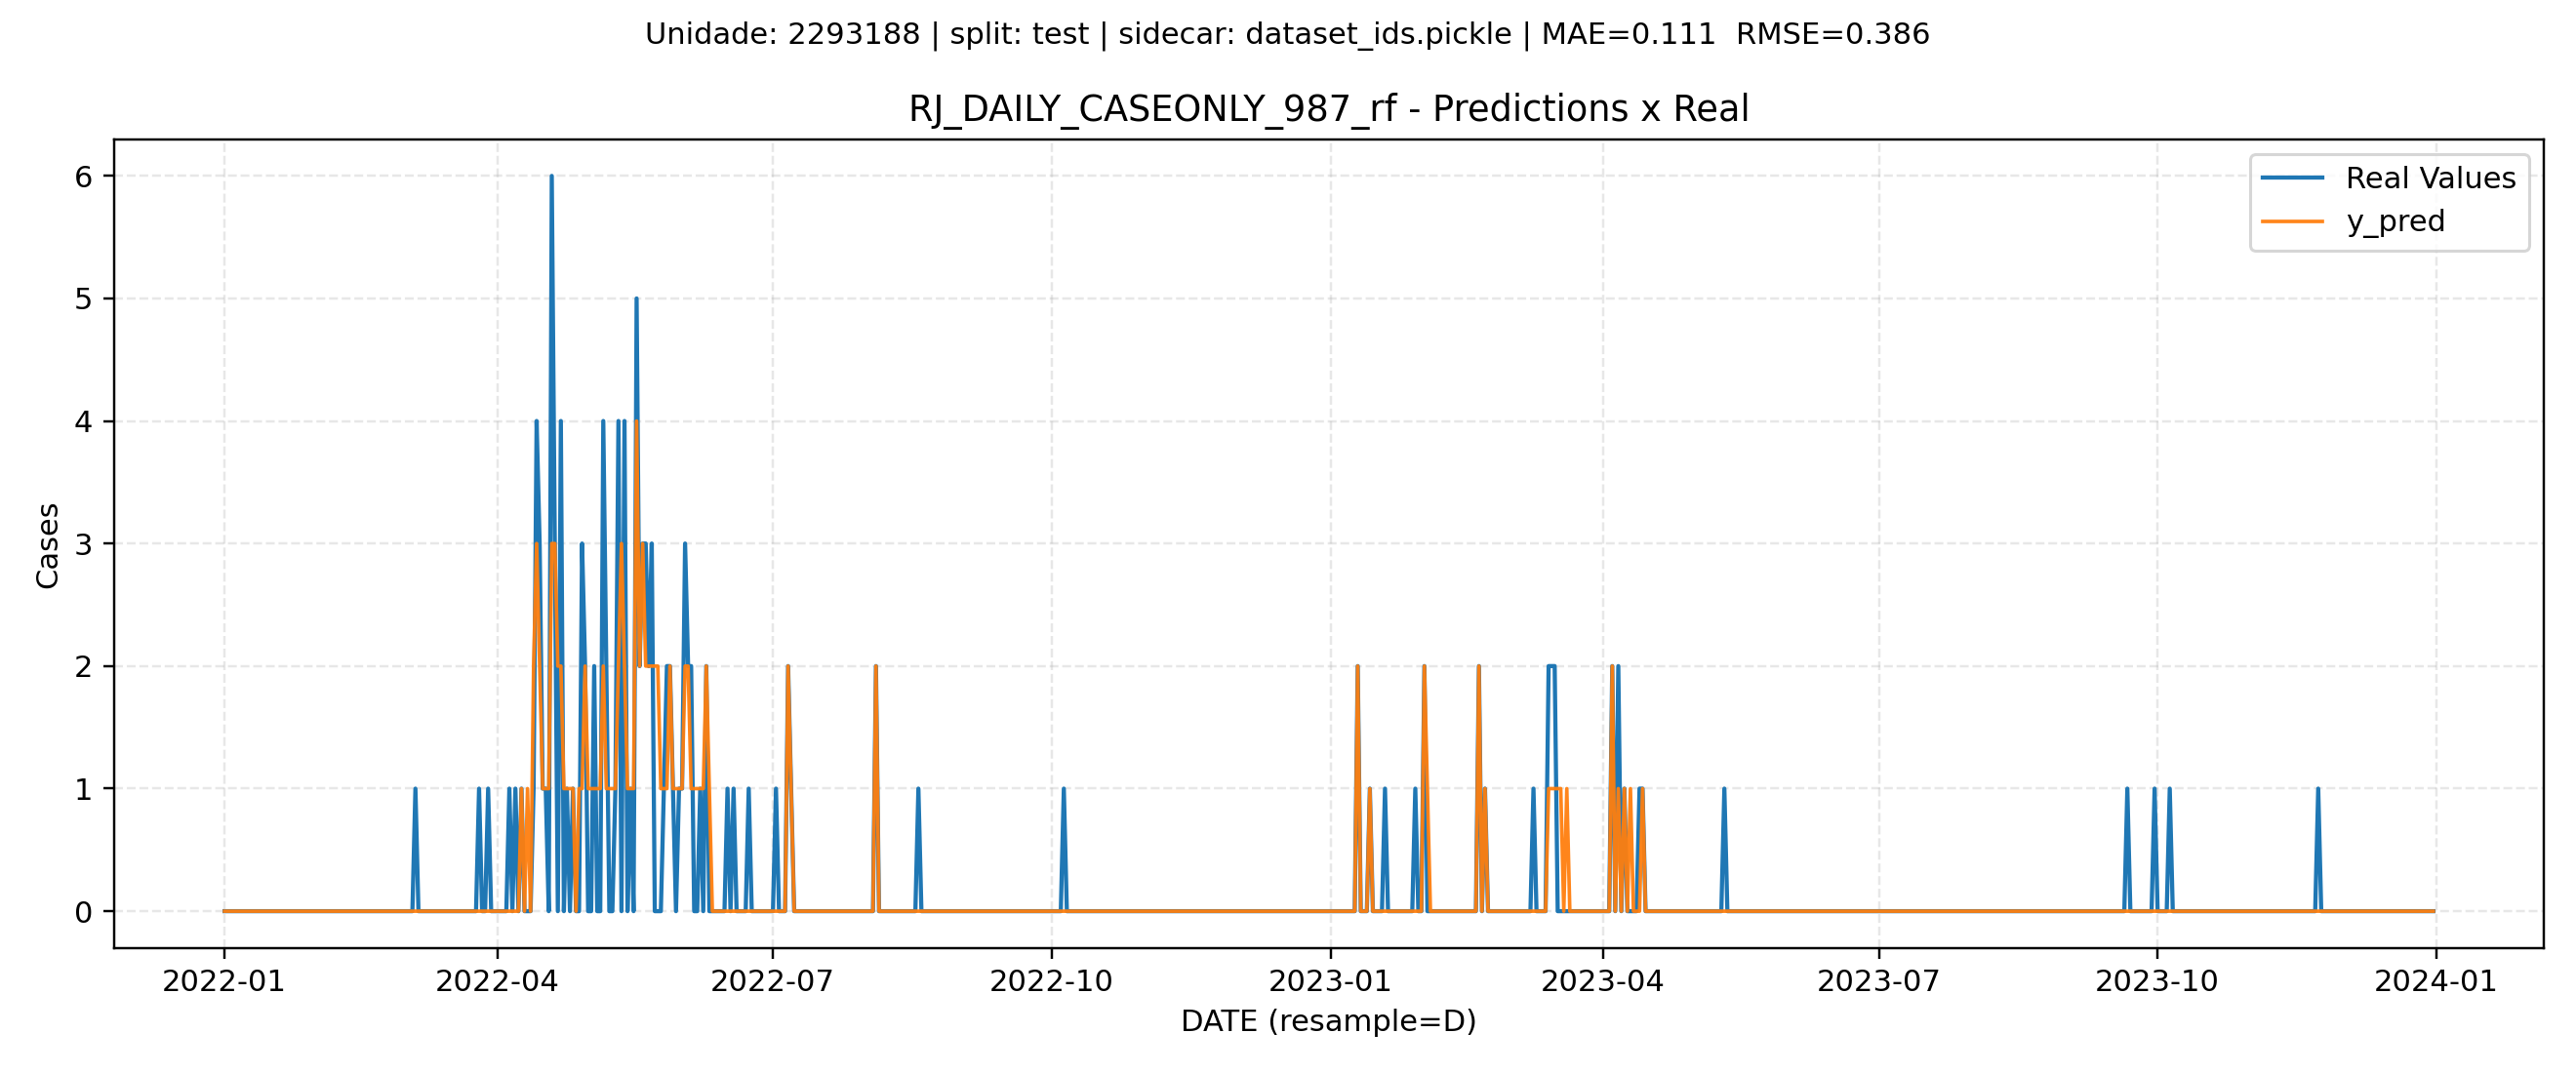 Unidade: 2293188 | split: test | sidecar: dataset_ids.pickle | MAE=0.111  RMSE=0.386
RJ_DAILY_CASEONLY_987_rf - Predictions x Real
Real Values
y_pred
Cases
6
5
4
3
2
1
0
2022-01
2022-04
2022-07
2022-10
2023-01
2023-04
2023-07
2023-10
2024-01
DATE (resample=D)